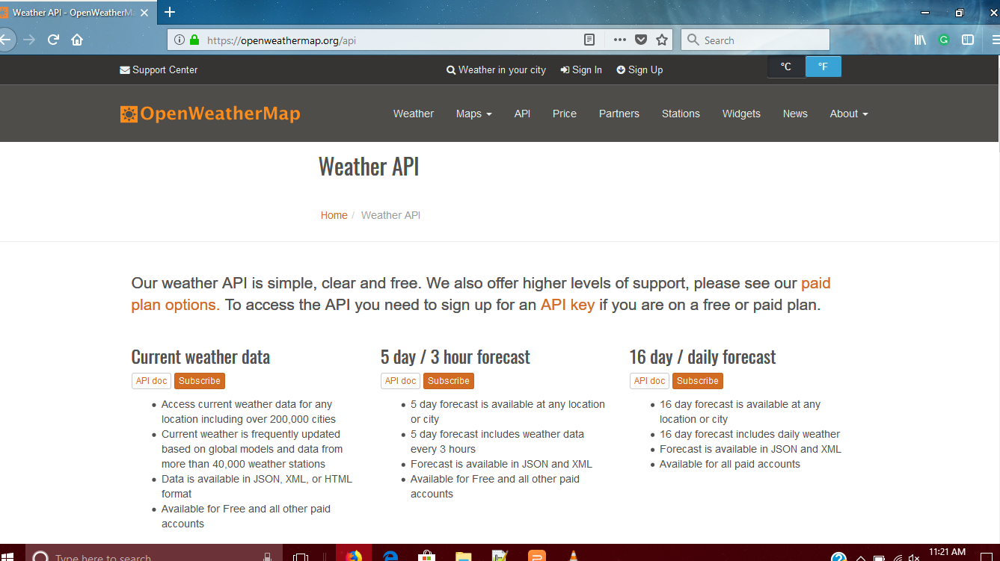 Weather API - OpenWeatherMa
https://openweathermap.org/api
Search
Support Center
Weather in your city
Sign In
Sign Up
°C
°F
OpenWeatherMap
Weather
Maps
API
Price
Partners
Stations
Widgets
News
About
Weather API
Home / Weather API
Our weather API is simple, clear and free. We also offer higher levels of support, please see our paid
plan options. To access the API you need to sign up for an API key if you are on a free or paid plan.
Current weather data
API doc
Subscribe
Access current weather data for any
location including over 200,000 cities
Current weather is frequently updated
based on global models and data from
more than 40,000 weather stations
Data is available in JSON, XML, or HTML
format
Available for Free and all other paid
accounts
5 day / 3 hour forecast
API doc
Subscribe
5 day forecast is available at any location
or city
5 day forecast includes weather data
every 3 hours
Forecast is available in JSON and XML
Available for Free and all other paid
accounts
16 day / daily forecast
API doc
Subscribe
16 day forecast is available at any
location or city
16 day forecast includes daily weather
Forecast is available in JSON and XML
Available for all paid accounts
Type here to search
11:21 AM